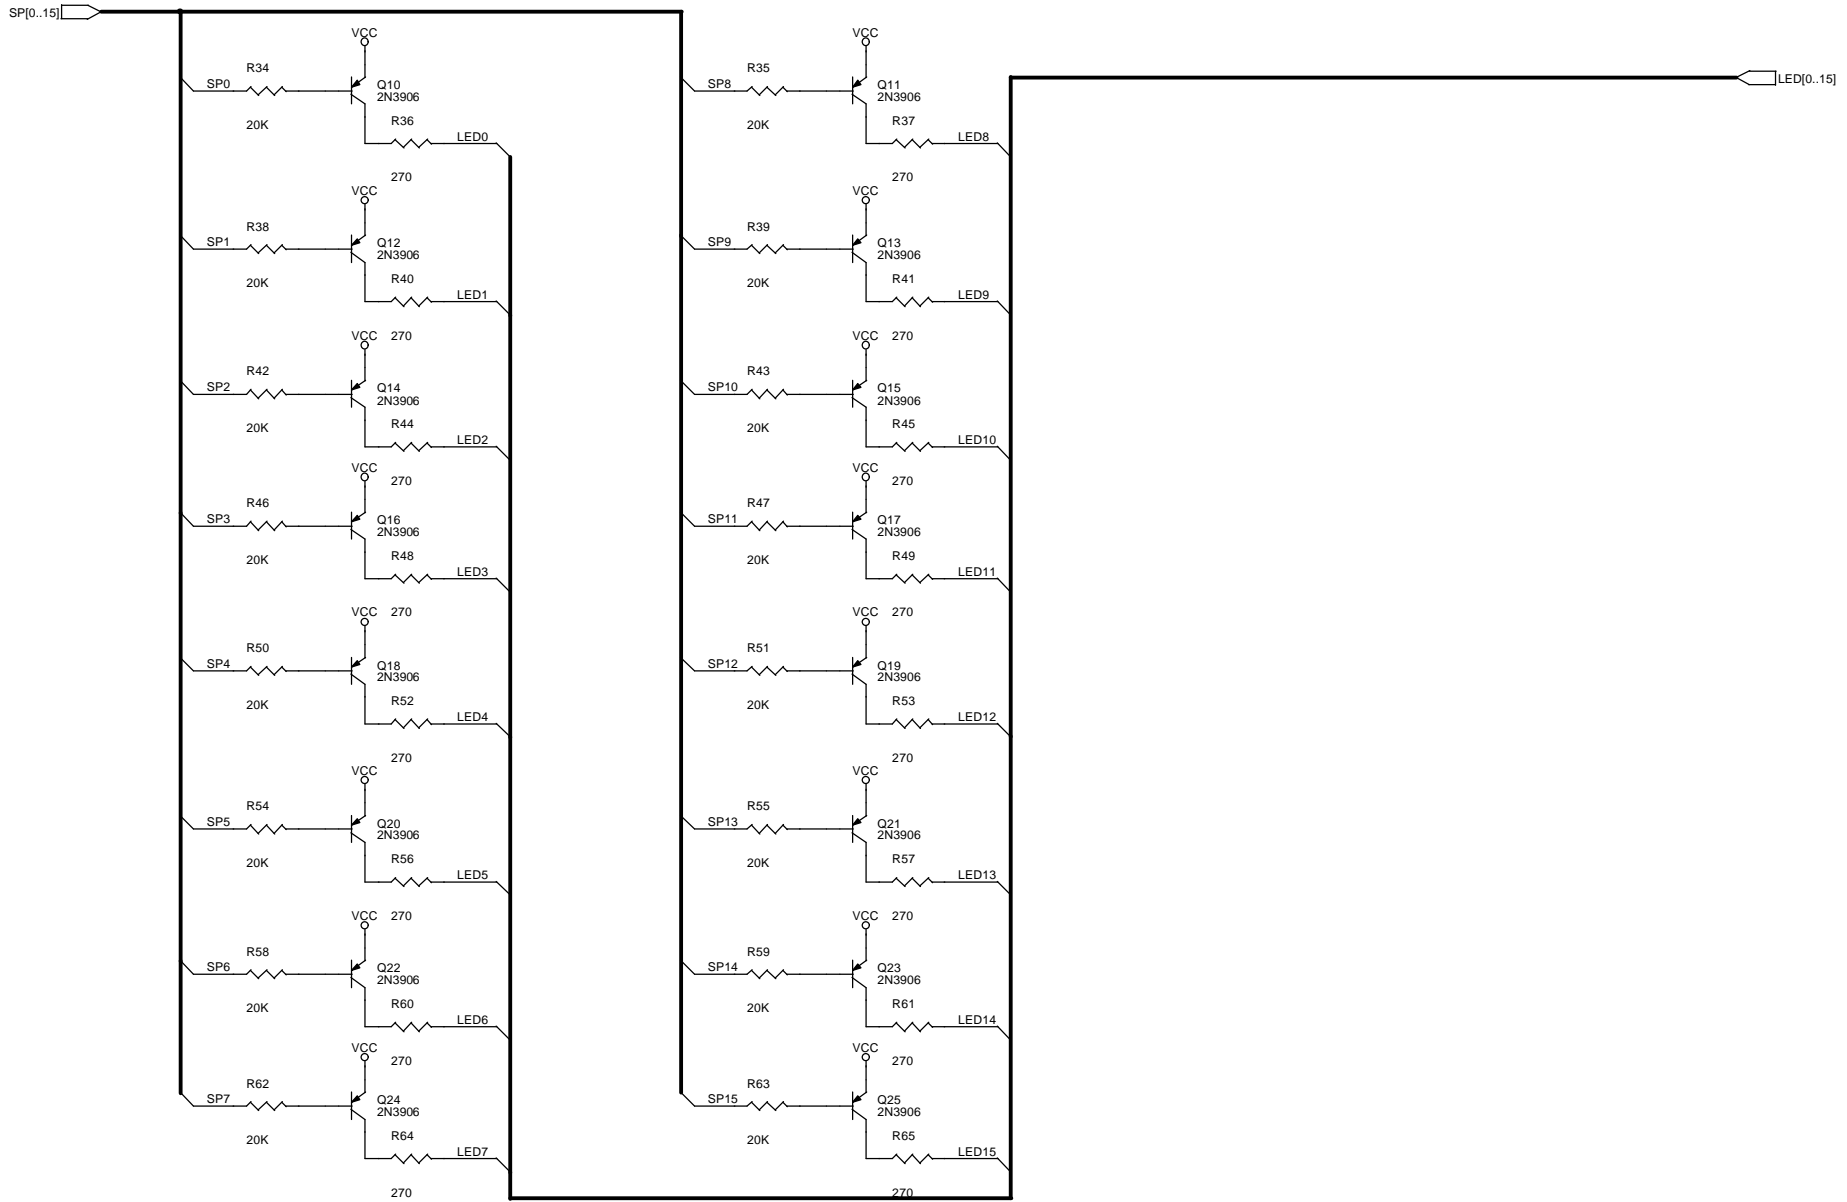 SP[0..15]
VCC
VCC
R34
R35
SP0
Q10
2N3906
SP8
Q11
2N3906
LED[0..15]
20K
R36
LED0
20K
R37
LED8
270
270
VCC
VCC
R38
R39
SP1
Q12
2N3906
SP9
Q13
2N3906
20K
R40
LED1
20K
R41
LED9
VCC
270
VCC
270
R42
R43
SP2
Q14
2N3906
SP10
Q15
2N3906
20K
R44
LED2
20K
R45
LED10
VCC
270
VCC
270
R46
R47
SP3
Q16
2N3906
SP11
Q17
2N3906
20K
R48
LED3
20K
R49
LED11
VCC
270
VCC
270
R50
R51
SP4
Q18
2N3906
SP12
Q19
2N3906
20K
R52
LED4
20K
R53
LED12
270
270
VCC
VCC
R54
R55
SP5
Q20
2N3906
SP13
Q21
2N3906
20K
R56
LED5
20K
R57
LED13
VCC
270
VCC
270
R58
R59
SP6
Q22
2N3906
SP14
Q23
2N3906
20K
R60
LED6
20K
R61
LED14
VCC
270
VCC
270
R62
R63
SP7
Q24
2N3906
SP15
Q25
2N3906
20K
R64
LED7
20K
R65
LED15
270
270